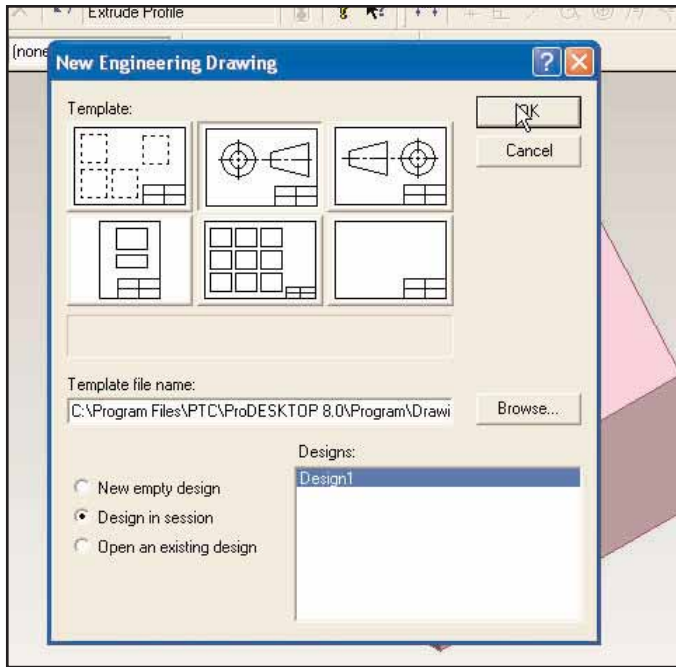 Extrude Profile
(none
New Engineering Drawing
Template:
OK
Cancel
Template file name:
C:\Program Files\PTC\ProDESKTOP 8.0\Program\Drawi
Browse...
Designs:
Design1
New empty design
Design in session
Open an existing design